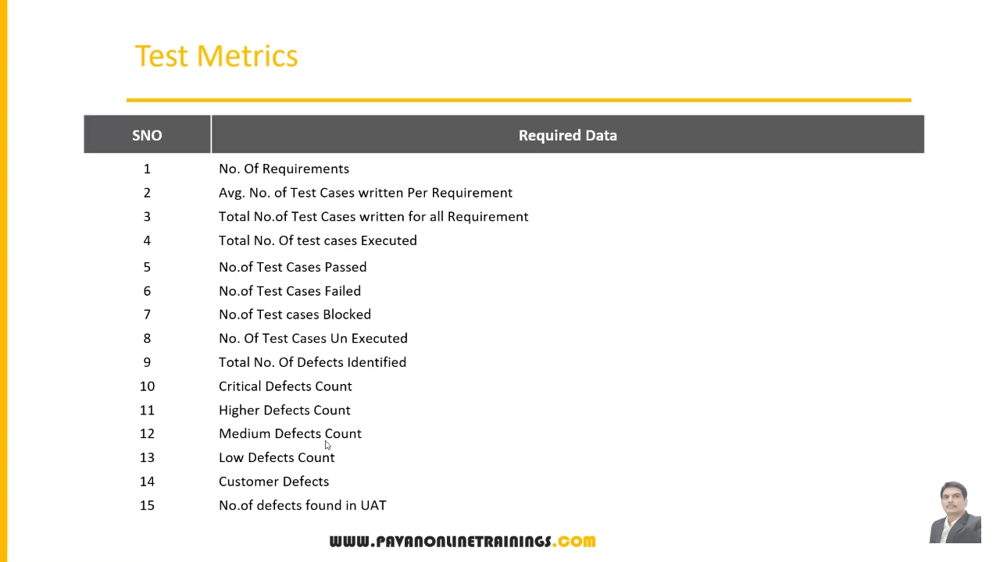 Test Metrics
SNO Required Data
1 No. Of Requirements
2 Avg. No. of Test Cases written Per Requirement
3 Total No.of Test Cases written for all Requirement
4 Total No. Of test cases Executed
5 No.of Test Cases Passed
6 No.of Test Cases Failed
7 No.of Test cases Blocked
8 No. Of Test Cases Un Executed
9 Total No. Of Defects Identified
10 Critical Defects Count
11 Higher Defects Count
12 Medium Defects Count
13 Low Defects Count
14 Customer Defects
15 No.of defects found in UAT
WWW.PAVANONLINETRAININGS.COM